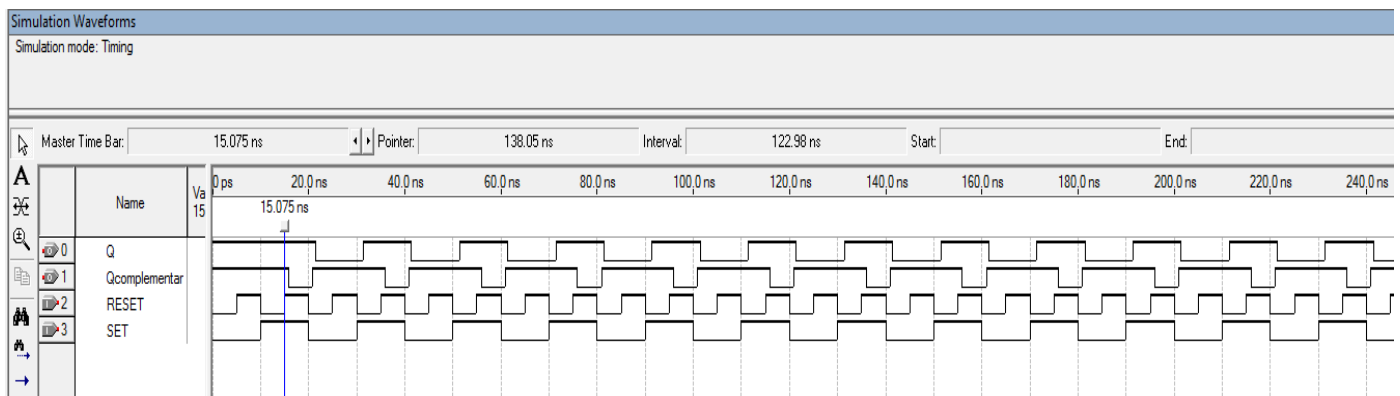 Simulation Waveforms
Simulation mode: Timing
Master Time Bar: 15.075 ns Pointer: 138.05 ns Interval: 122.98 ns Start: End:
Name Va 15 0 ps 20.0 ns 40.0 ns 60.0 ns 80.0 ns 100.0 ns 120.0 ns 140.0 ns 160.0 ns 180.0 ns 200.0 ns 220.0 ns 240.0 ns
15.075 ns
0 Q
1 Qcomplementar
2 RESET
3 SET